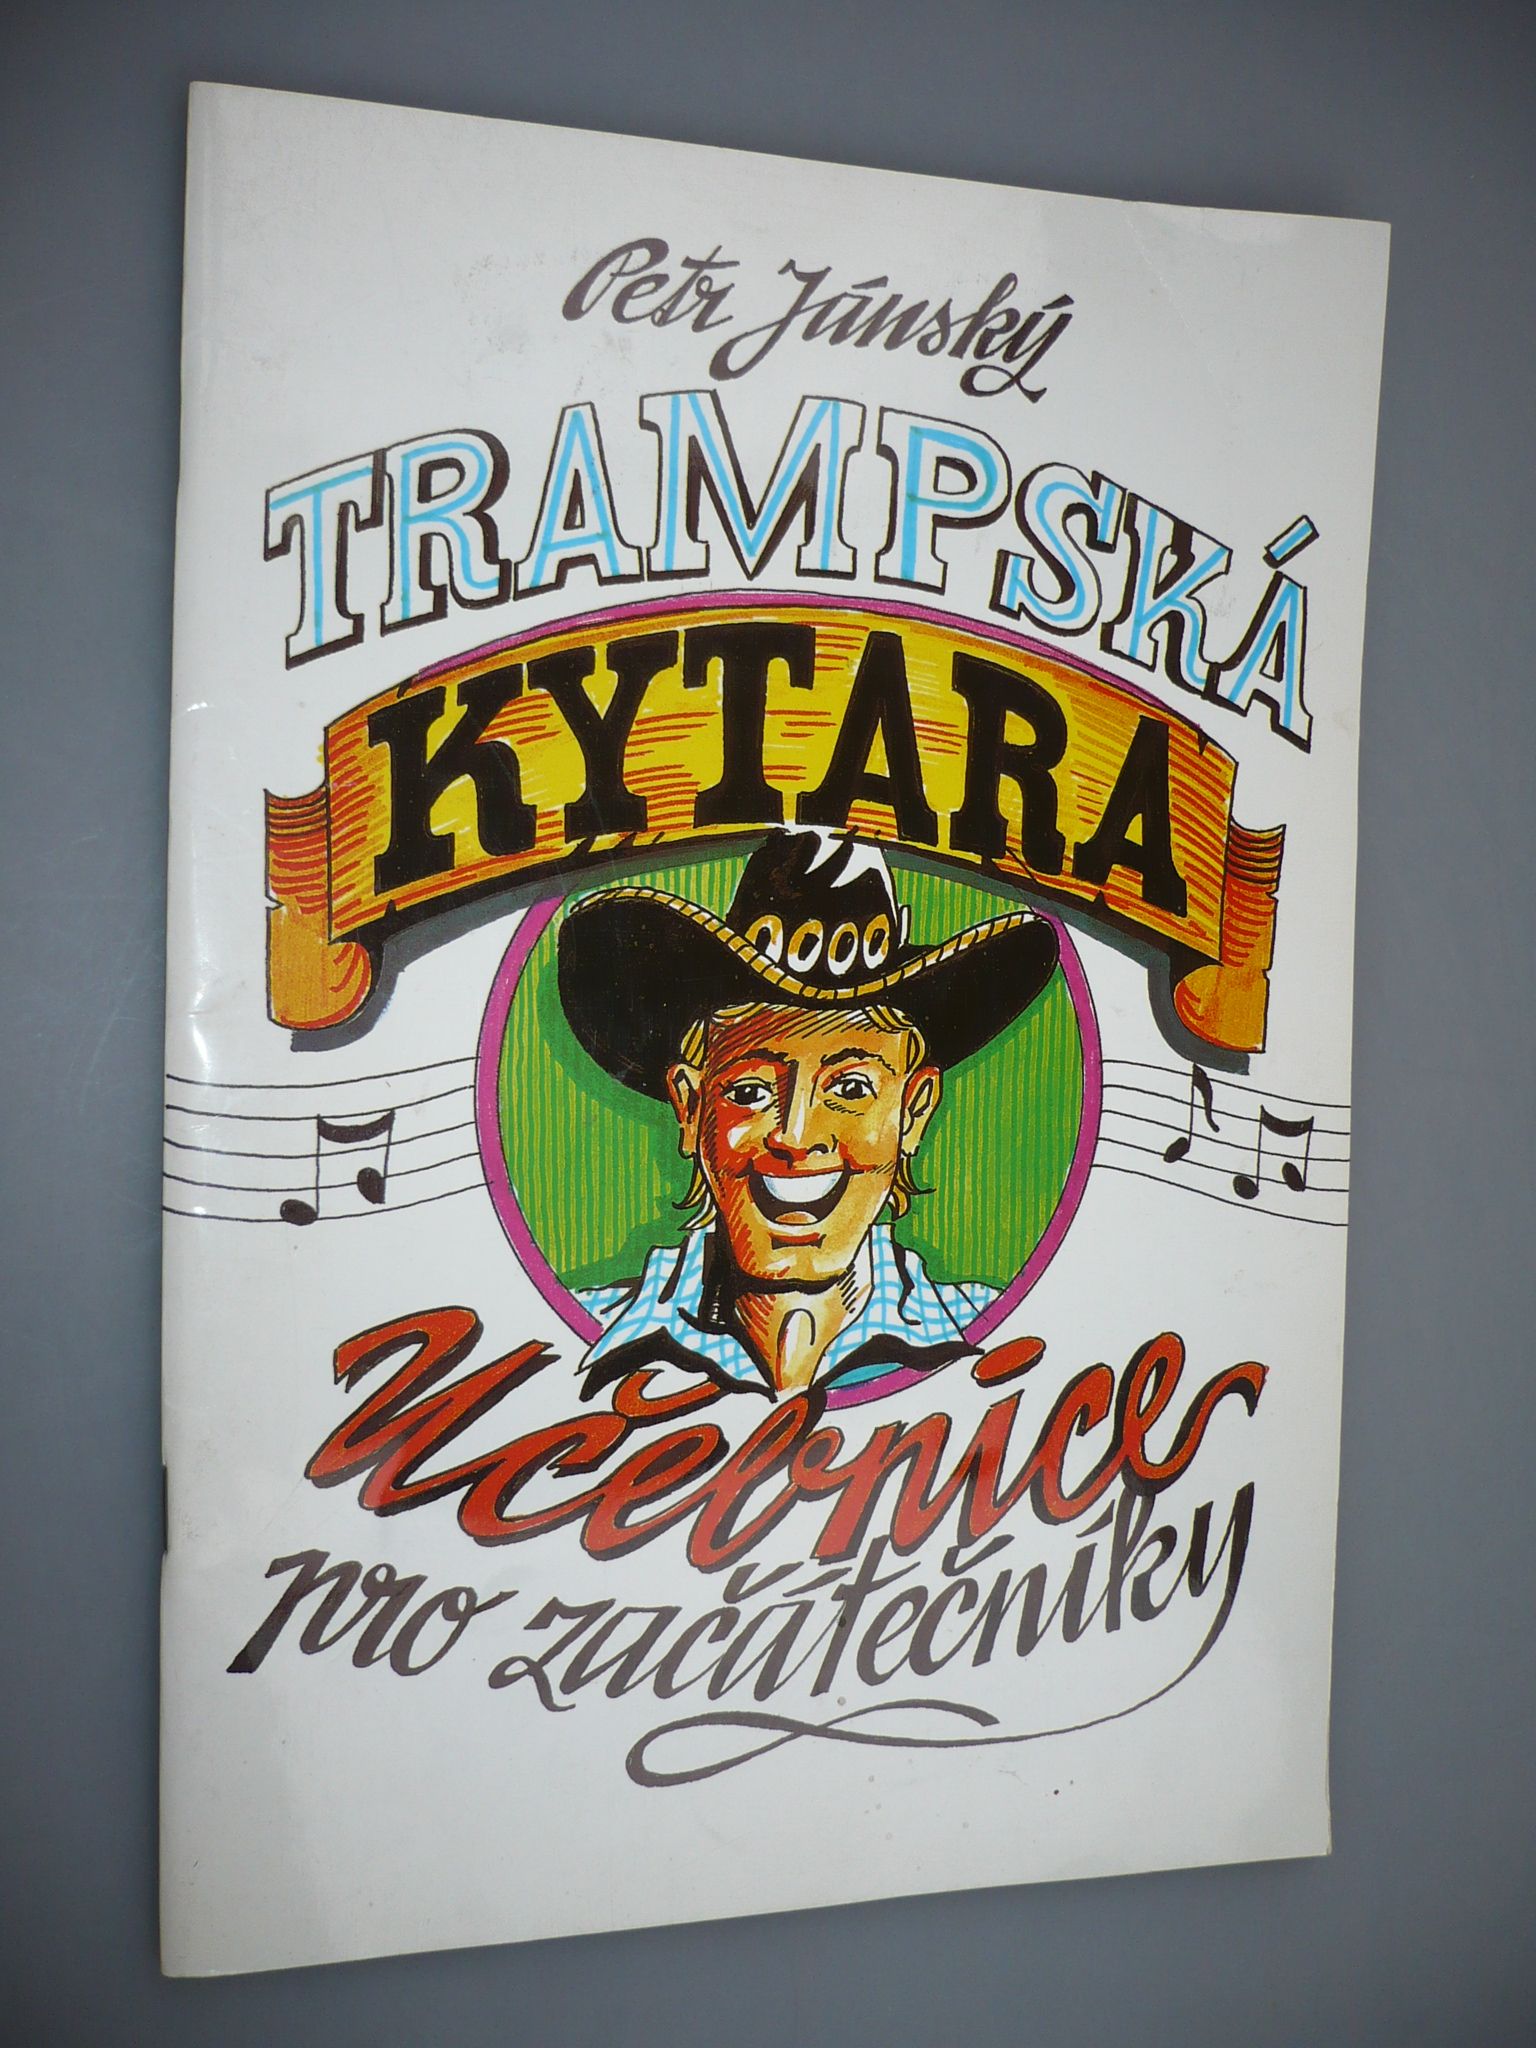 Petr Jánský
TRAMPSKÁ
KYTARA
Učebnice
pro začátečníky